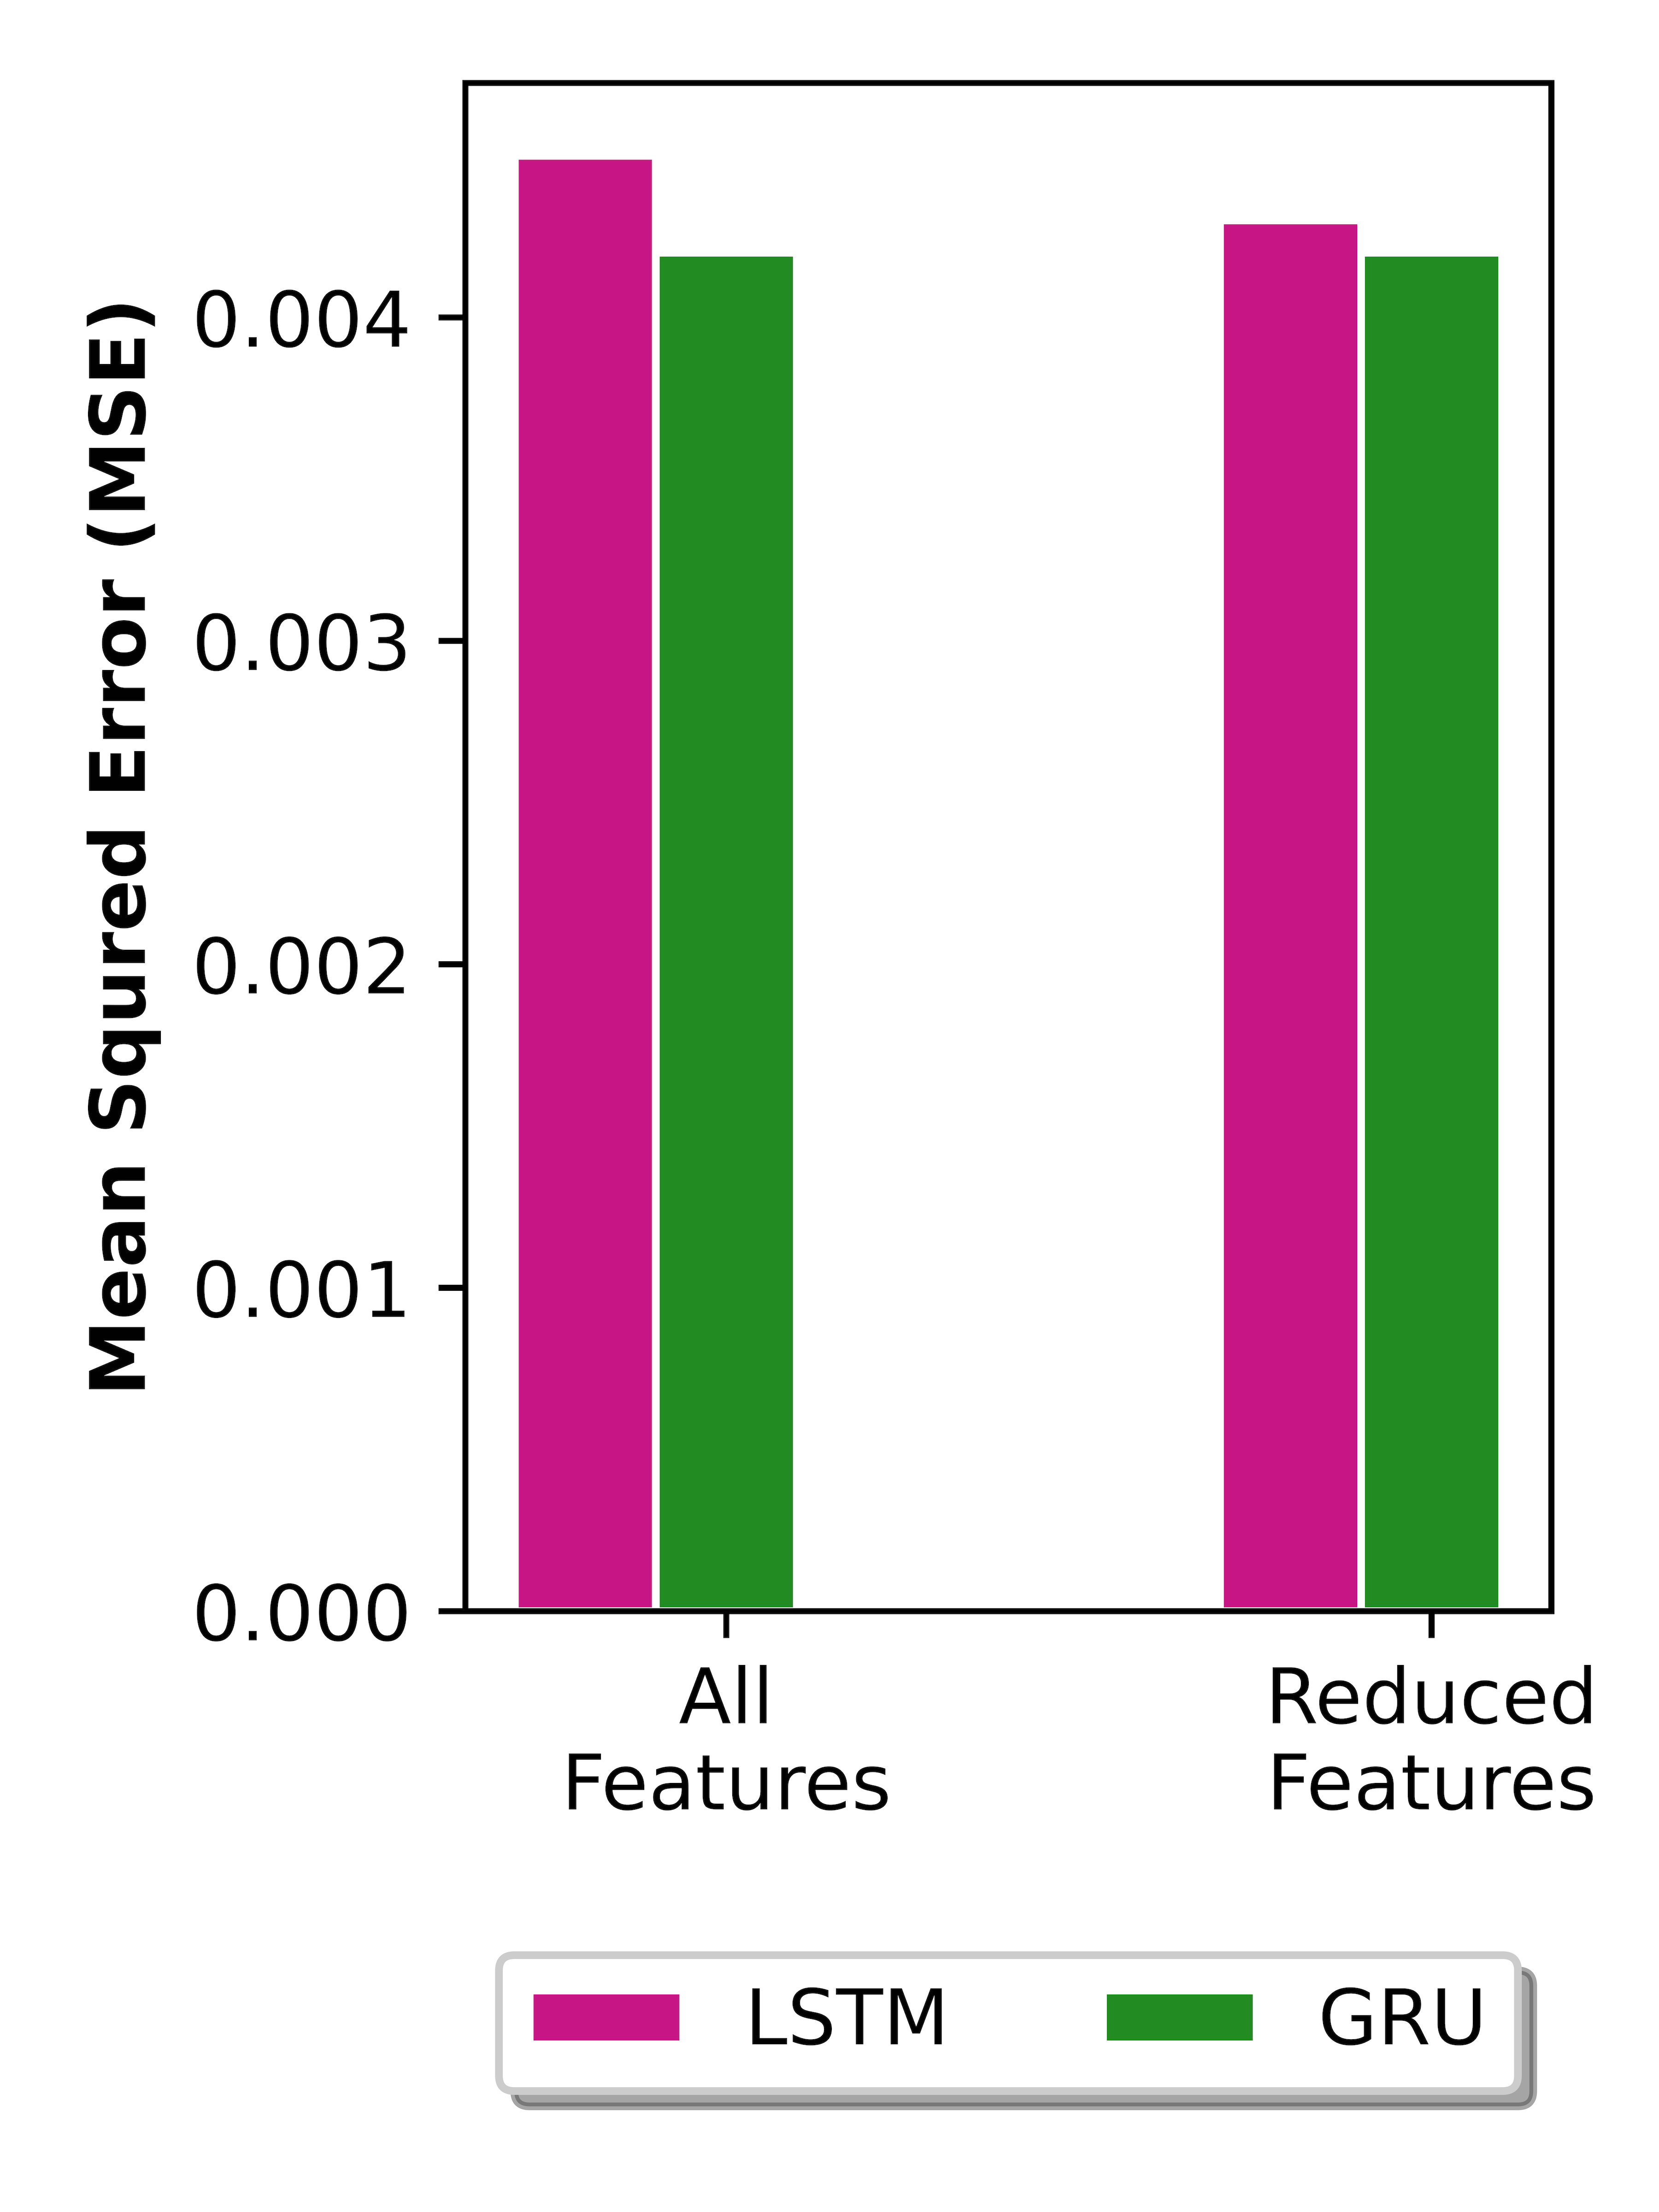 Mean Squred Error (MSE)
0.004
0.003
0.002
0.001
0.000
All
Features
Reduced
Features
LSTM
GRU